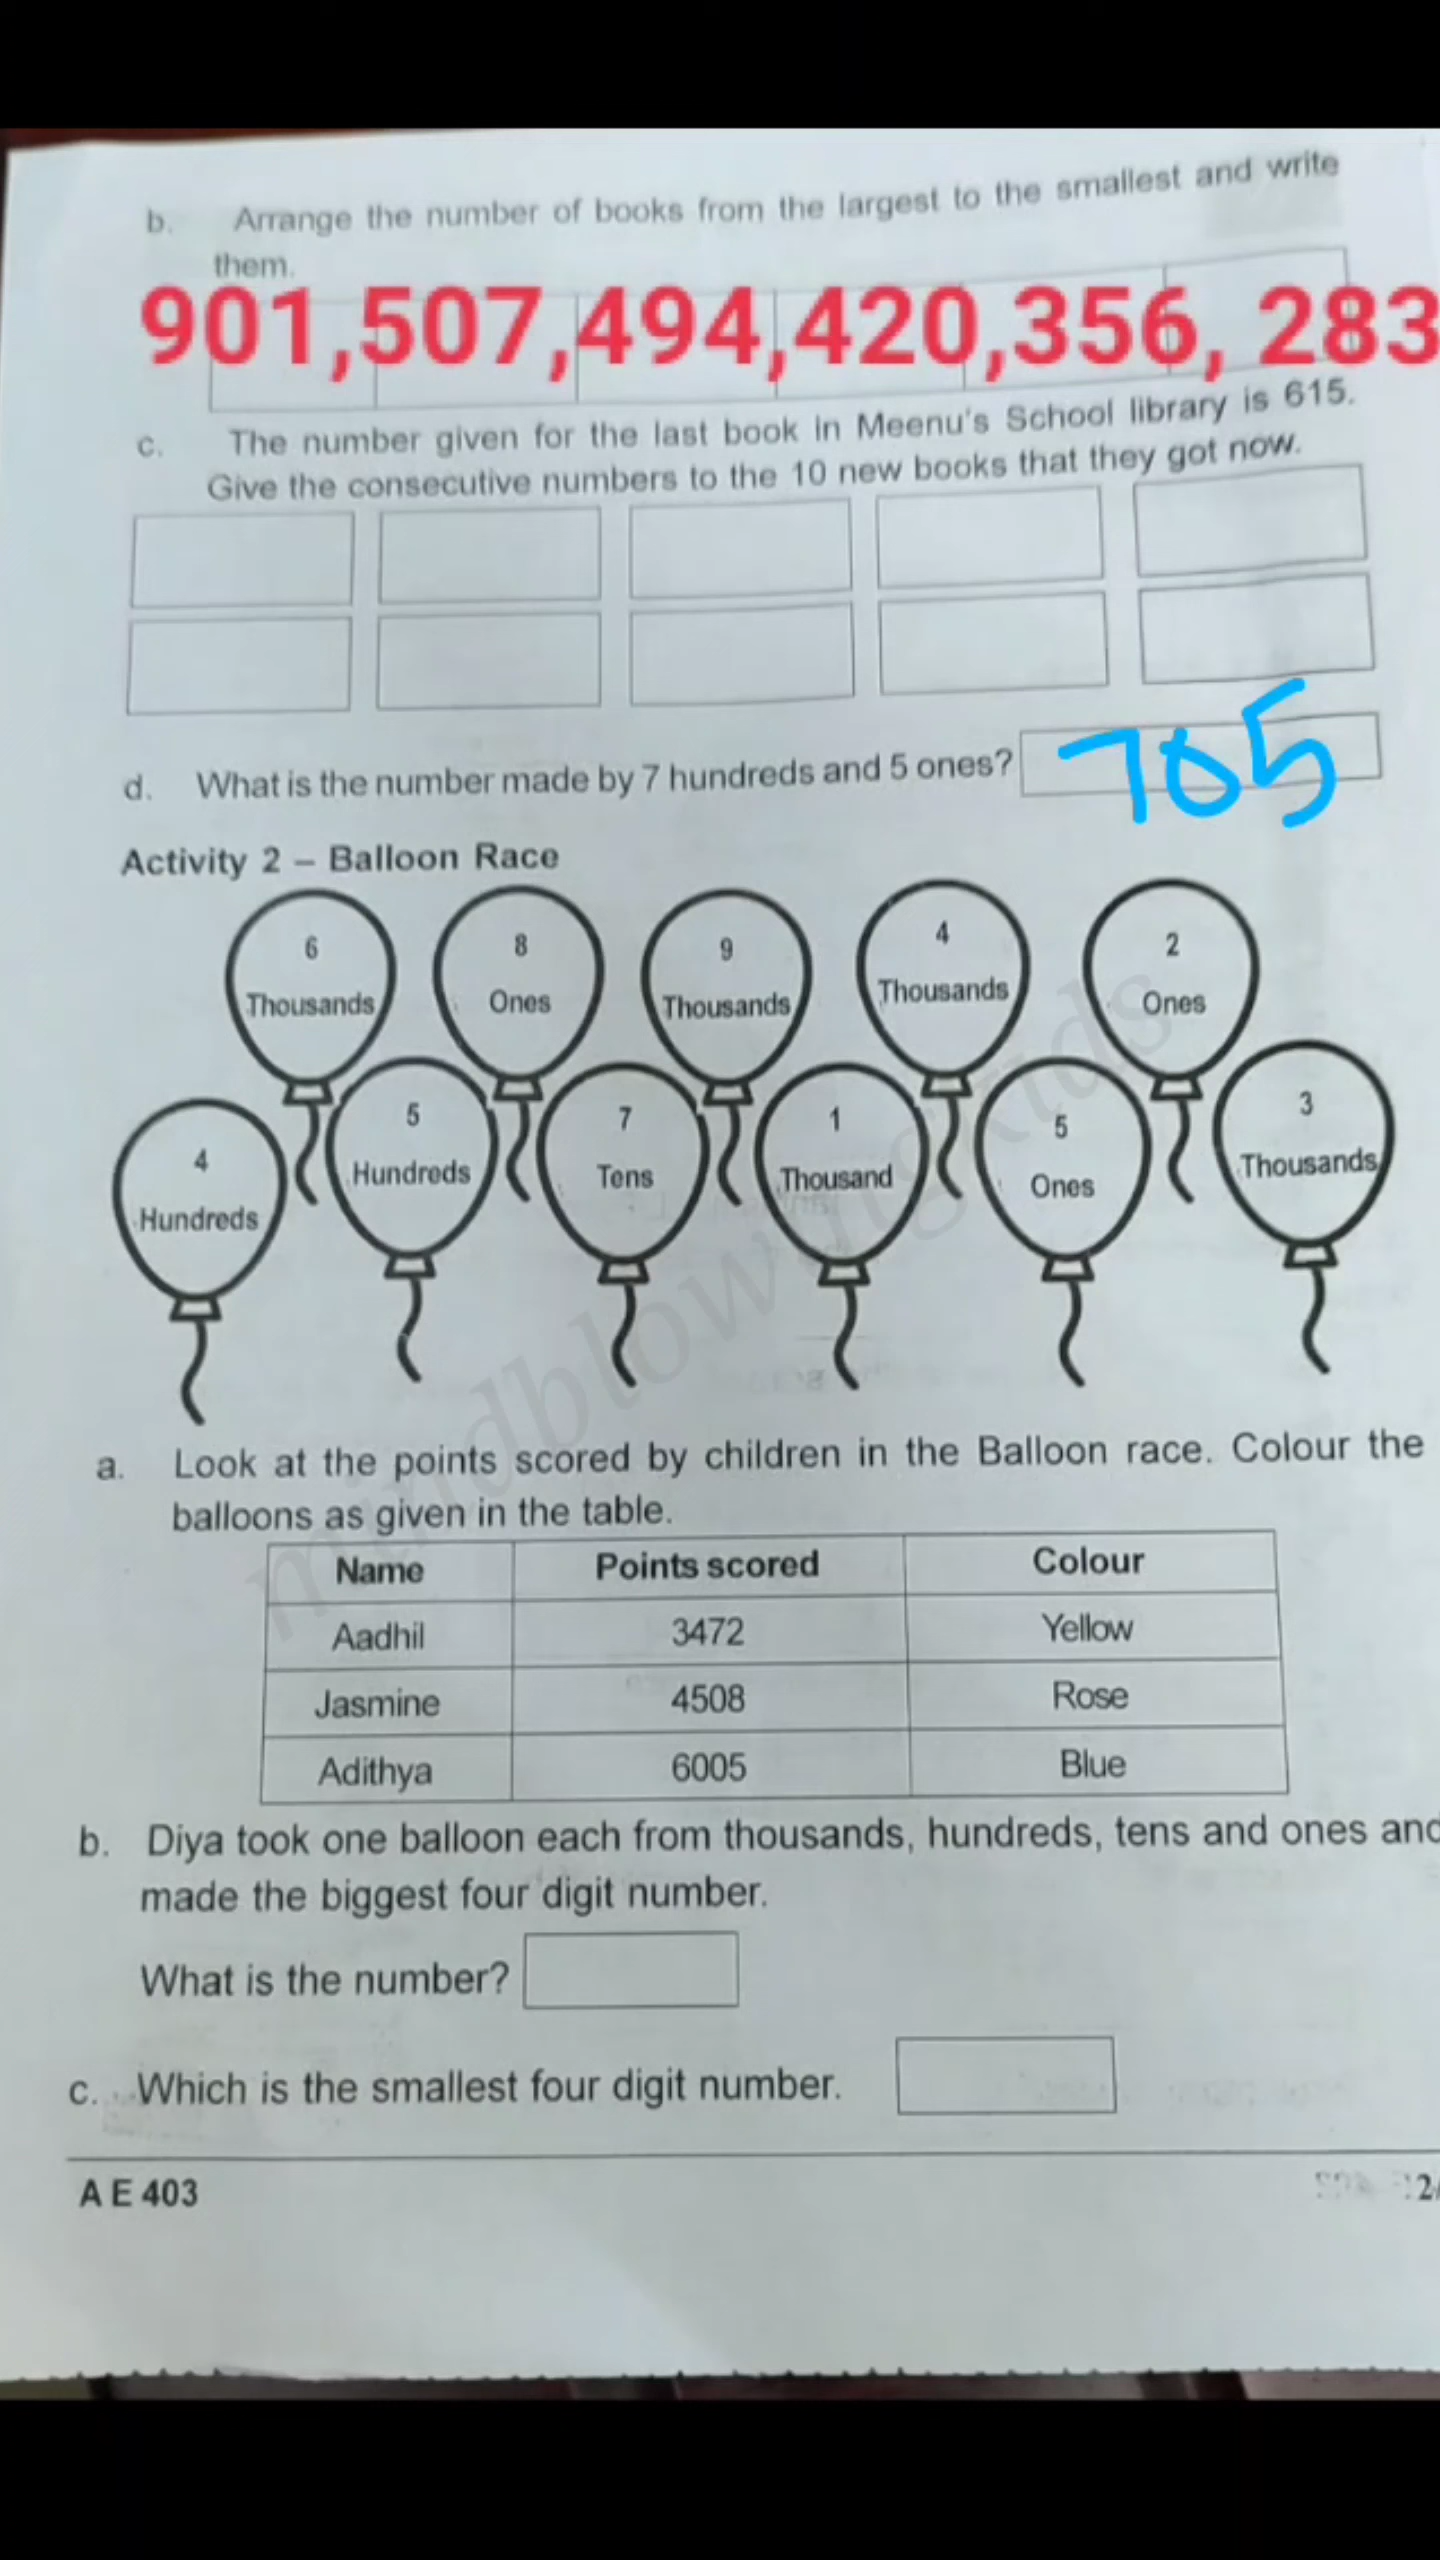 b. Arrange the number of books from the largest to the smallest and write
them.
901,507,494,420,356, 283
c. The number given for the last book in Meenu's School library is 615.
Give the consecutive numbers to the 10 new books that they got now.
d. What is the number made by 7 hundreds and 5 ones? 705
Activity 2 – Balloon Race
6 Thousands
8 Ones
9 Thousands
4 Thousands
2 Ones
4 Hundreds
5 Hundreds
7 Tens
1 Thousand
5 Ones
3 Thousands
a. Look at the points scored by children in the Balloon race. Colour the
balloons as given in the table.
Name Points scored Colour
Aadhil 3472 Yellow
Jasmine 4508 Rose
Adithya 6005 Blue
b. Diya took one balloon each from thousands, hundreds, tens and ones and
made the biggest four digit number.
What is the number?
c. Which is the smallest four digit number.
A E 403